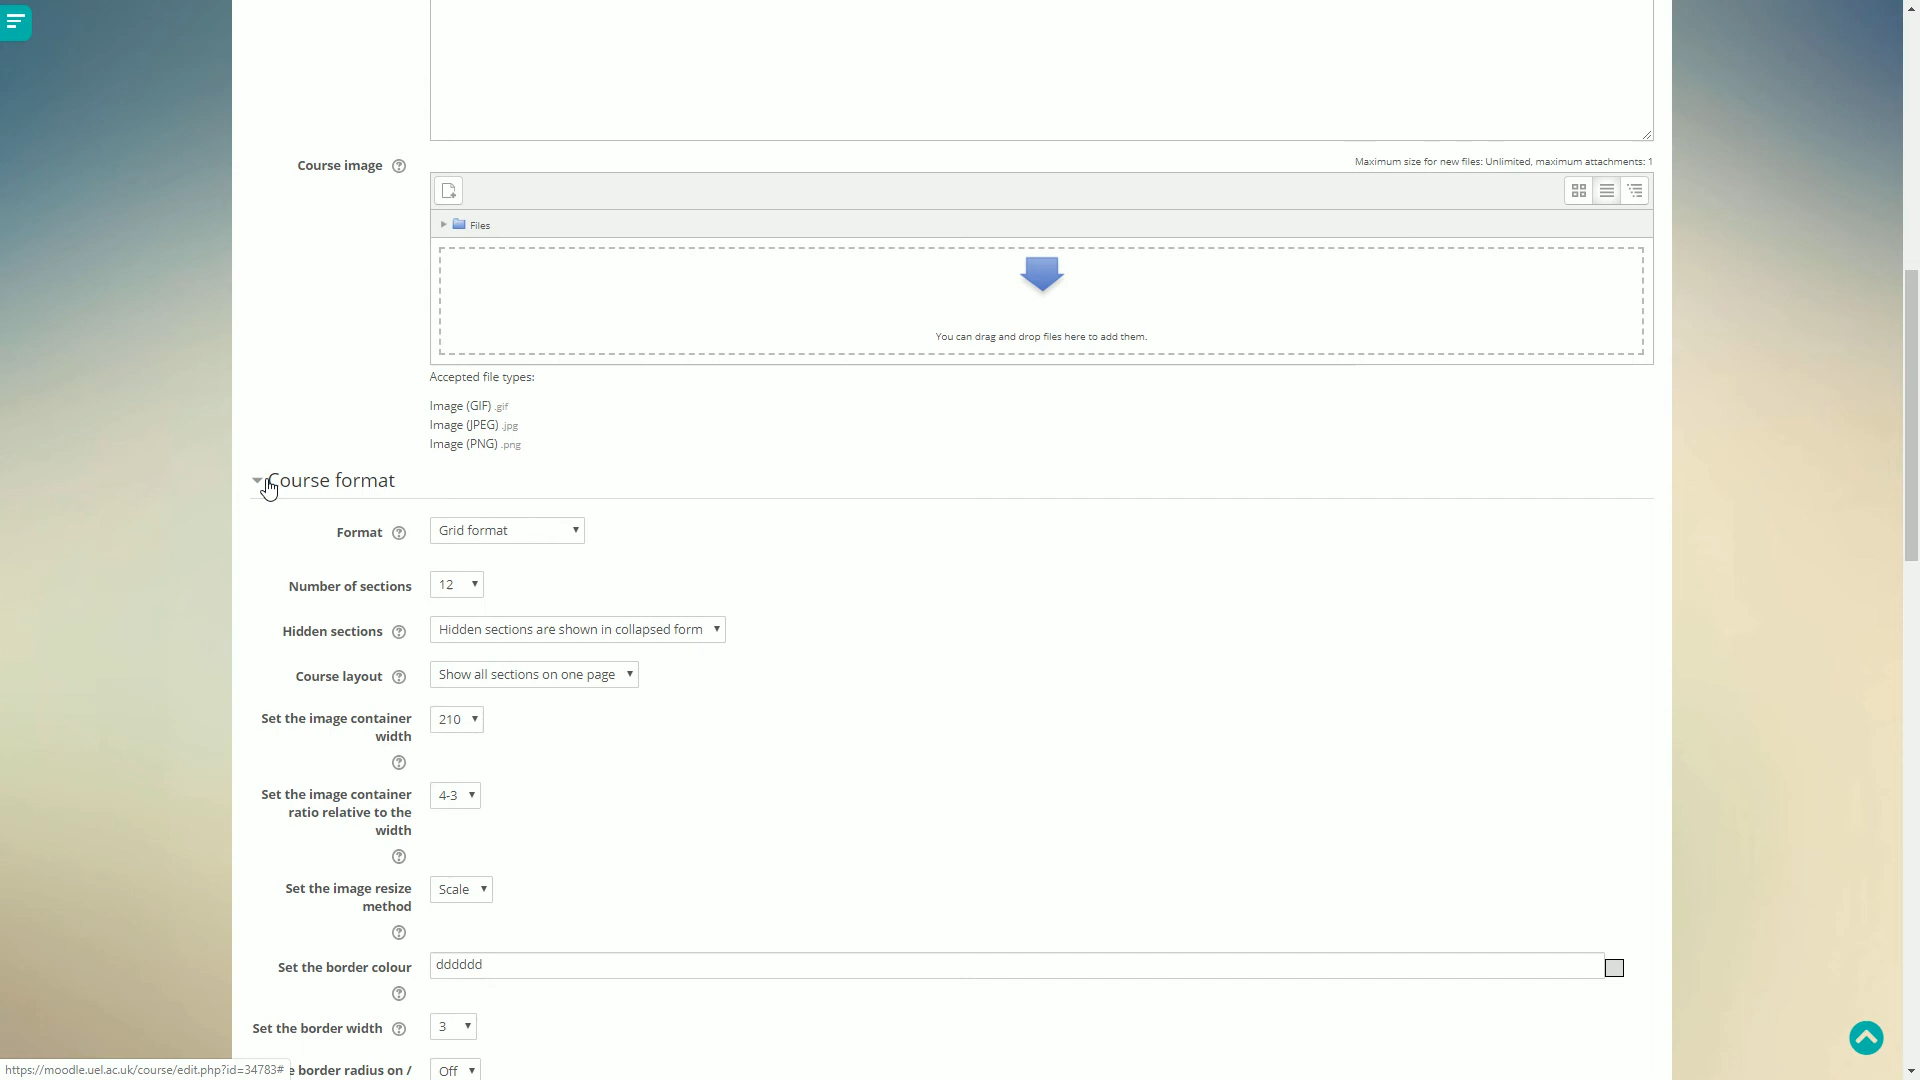 Course image
Maximum size for new files: Unlimited, maximum attachments: 1
Files
You can drag and drop files here to add them.
Accepted file types:
Image (GIF) .gif
Image (JPEG) .jpg
Image (PNG) .png
Course format
Format Grid format
Number of sections 12
Hidden sections Hidden sections are shown in collapsed form
Course layout Show all sections on one page
Set the image container 210
width
Set the image container 4-3
ratio relative to the
width
Set the image resize Scale
method
Set the border colour dddddd
Set the border width 3
border radius on / Off
https://moodle.uel.ac.uk/course/edit.php?id=34783#